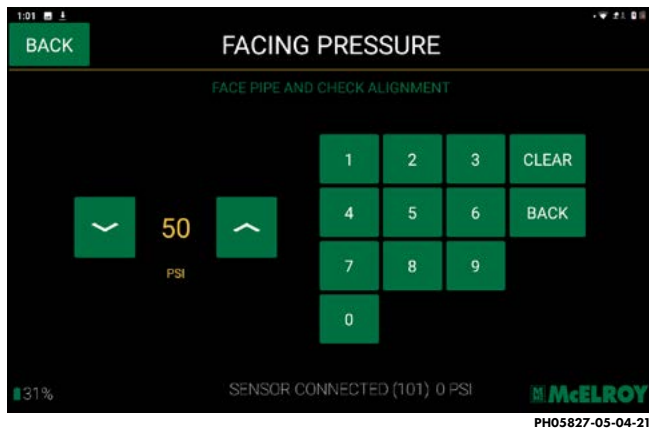 1:01
BACK FACING PRESSURE
FACE PIPE AND CHECK ALIGNMENT
1 2 3 CLEAR
50 4 5 6 BACK
PSI 7 8 9
0
31% SENSOR CONNECTED (101) 0 PSI McELROY
PH05827-05-04-21